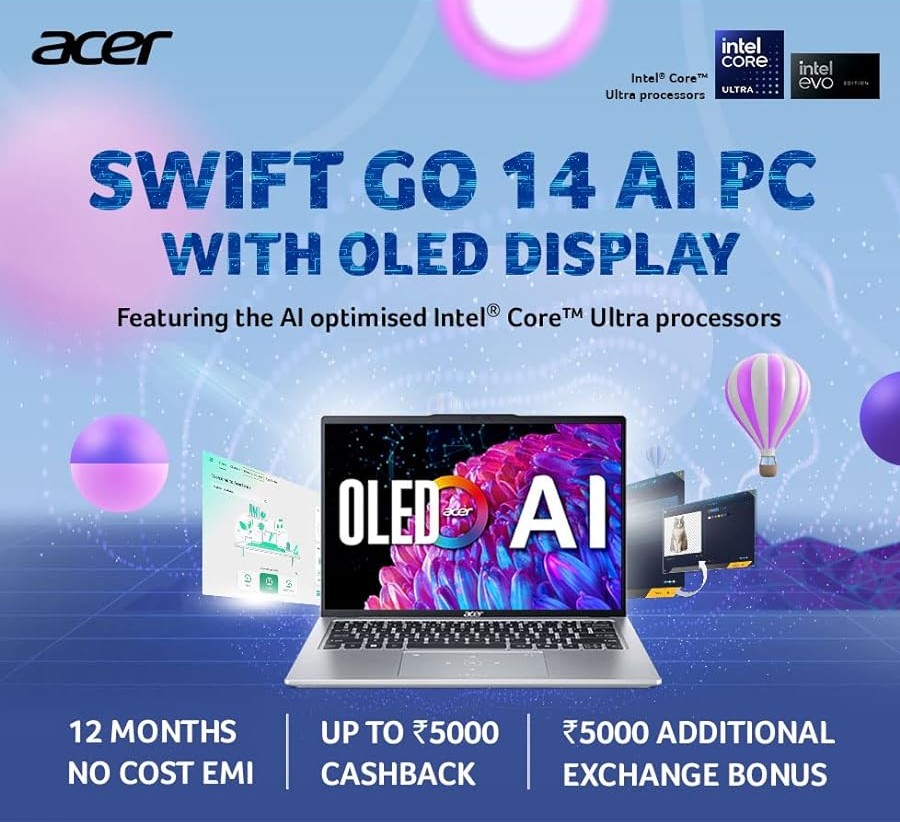 acer
Intel® Core™
Ultra processors
intel
CORE
ULTRA
intel
evo
EDITION
SWIFT GO 14 AI PC
WITH OLED DISPLAY
Featuring the AI optimised Intel® Core™ Ultra processors
OLED acer AI
acer
12 MONTHS
NO COST EMI
UP TO ₹5000
CASHBACK
₹5000 ADDITIONAL
EXCHANGE BONUS